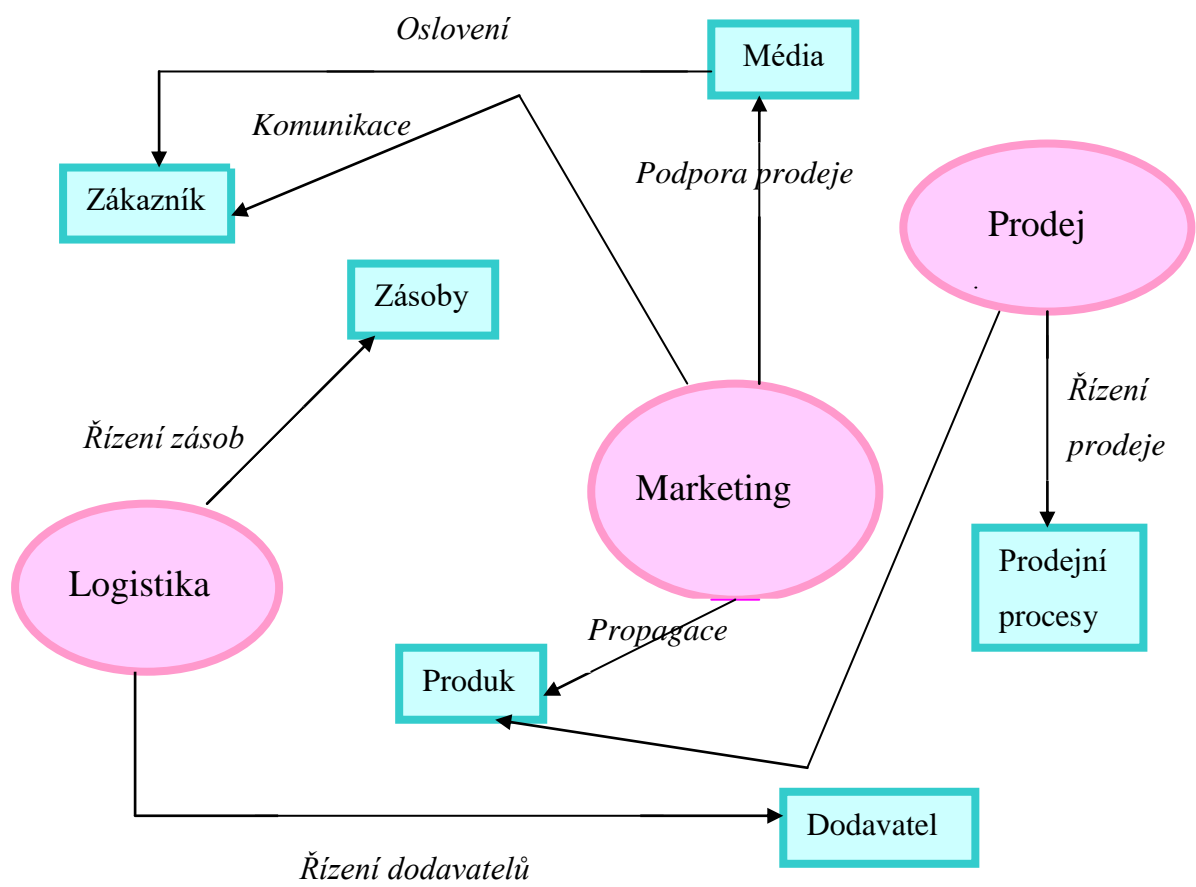 Oslovení
Média
Komunikace
Podpora prodeje
Zákazník
Prodej
Zásoby
Řízení
prodeje
Řízení zásob
Marketing
Logistika
Prodejní
procesy
Propagace
Produk
Dodavatel
Řízení dodavatelů